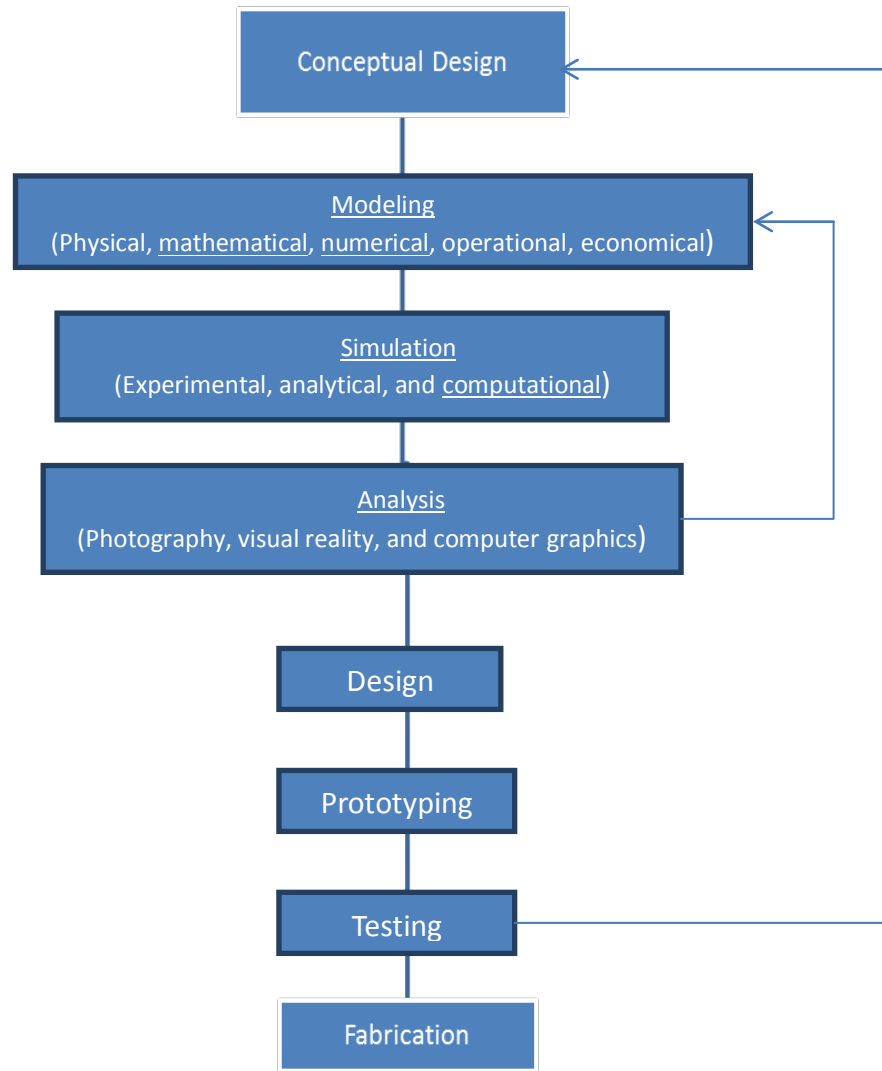 Conceptual Design
Modeling
(Physical, mathematical, numerical, operational, economical)
Simulation
(Experimental, analytical, and computational)
Analysis
(Photography, visual reality, and computer graphics)
Design
Prototyping
Testing
Fabrication